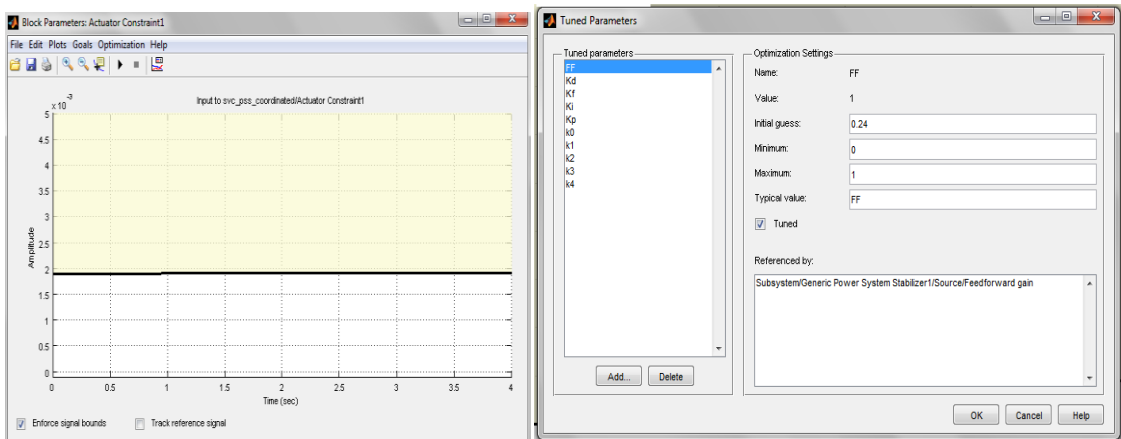 Block Parameters: Actuator Constraint1
File Edit Plots Goals Optimization Help
Input to svc_pss_coordinated/Actuator Constraint1
x 10
-3
5
4.5
4
3.5
3
2.5
2
1.5
1
0.5
0
Amplitude
0 0.5 1 1.5 2 2.5 3 3.5 4
Time (sec)
Enforce signal bounds Track reference signal
Tuned Parameters
Tuned parameters
FF
Kd
Kf
Ki
Kp
k0
k1
k2
k3
k4
Add... Delete
Optimization Settings
Name: FF
Value: 1
Initial guess: 0.24
Minimum: 0
Maximum: 1
Typical value: FF
Tuned
Referenced by:
Subsystem/Generic Power System Stabilizer1/Source/Feedforward gain
OK Cancel Help